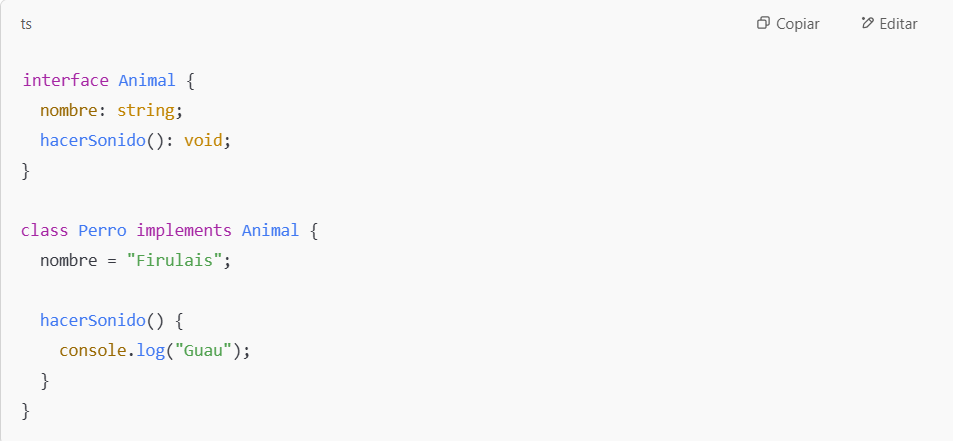 ts
Copiar
Editar
interface Animal {
  nombre: string;
  hacerSonido(): void;
}
class Perro implements Animal {
  nombre = "Firulais";
  hacerSonido() {
    console.log("Guau");
  }
}